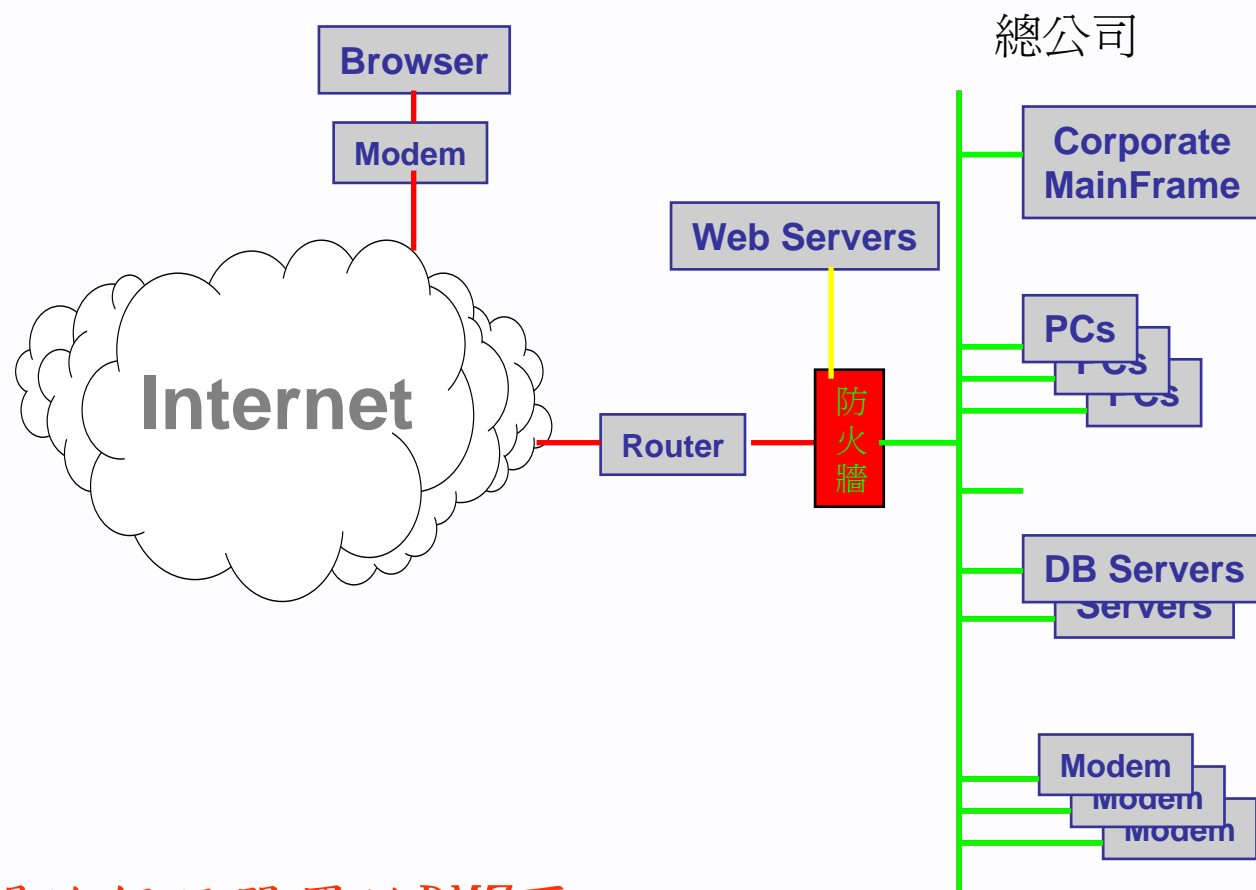 總公司
Browser
Modem
Corporate
MainFrame
Web Servers
PCs
PCs
PCs
Internet
防
火
牆
Router
DB Servers
Servers
Modem
Modem
Modem
DMZ